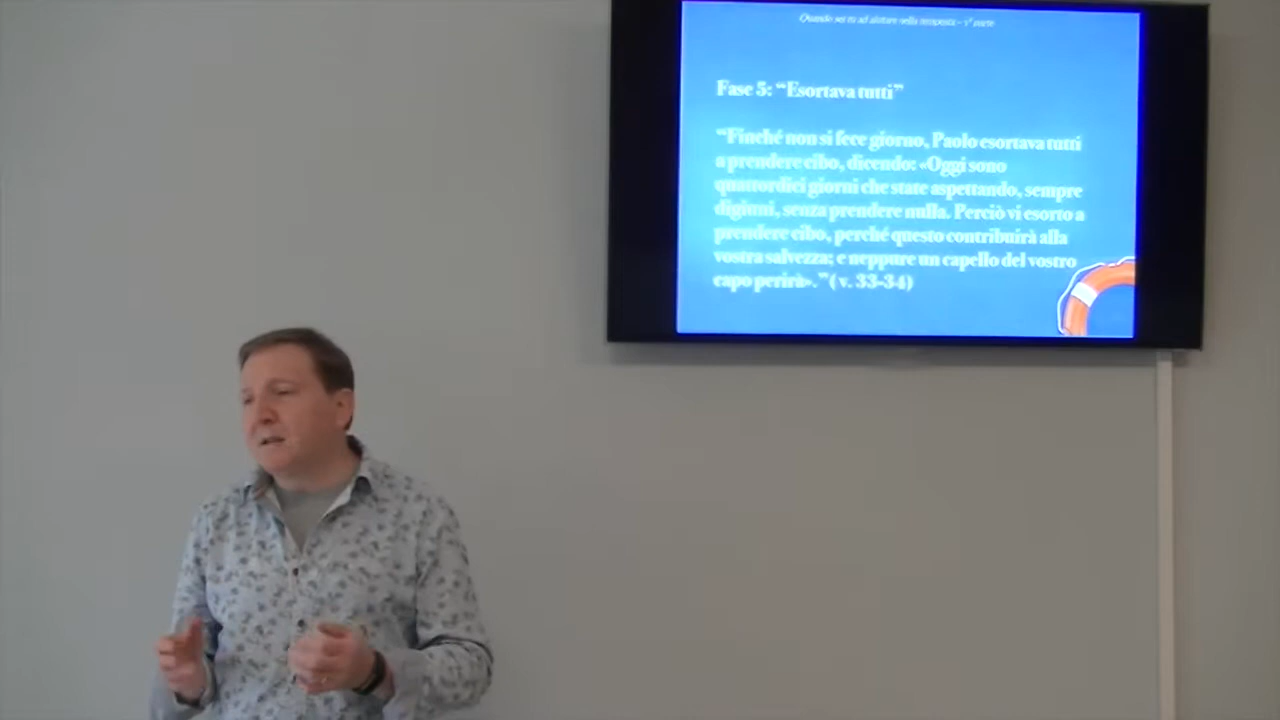 Quando sei tu ad aiutare nella tempesta - 1ª parte
Fase 5: “Esortava tutti”
“Finché non si fece giorno, Paolo esortava tutti
a prendere cibo, dicendo: «Oggi sono
quattordici giorni che state aspettando, sempre
digiuni, senza prendere nulla. Perciò vi esorto a
prendere cibo, perché questo contribuirà alla
vostra salvezza; e neppure un capello del vostro
capo perirà».”( v. 33-34)